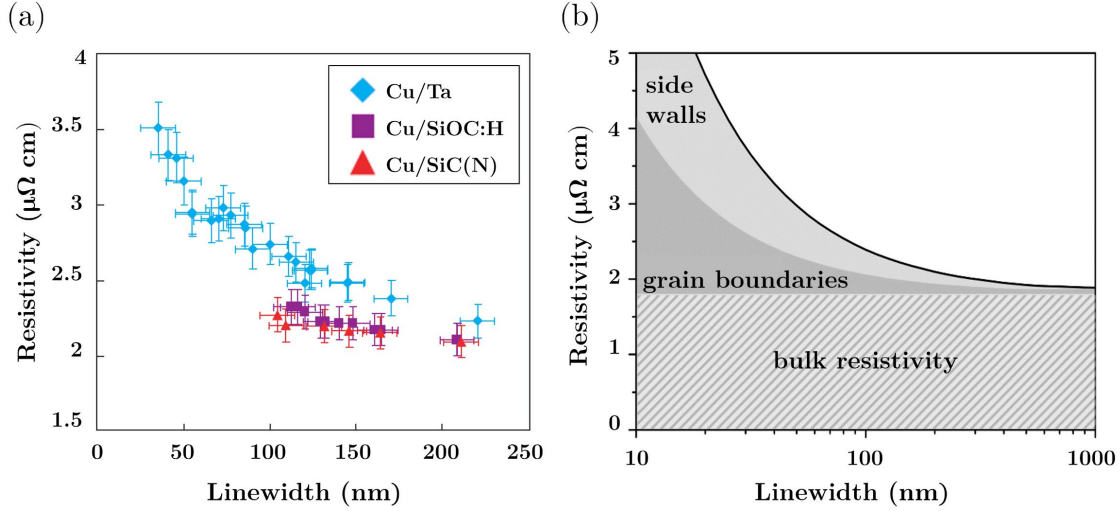 (a)
4
3.5
3
2.5
2
1.5
0
50
100
150
200
250
Resistivity (μΩ cm)
Linewidth (nm)
Cu/Ta
Cu/SiOC:H
Cu/SiC(N)
(b)
5
4
3
2
1
0
10
100
1000
Resistivity (μΩ cm)
Linewidth (nm)
side
walls
grain boundaries
bulk resistivity